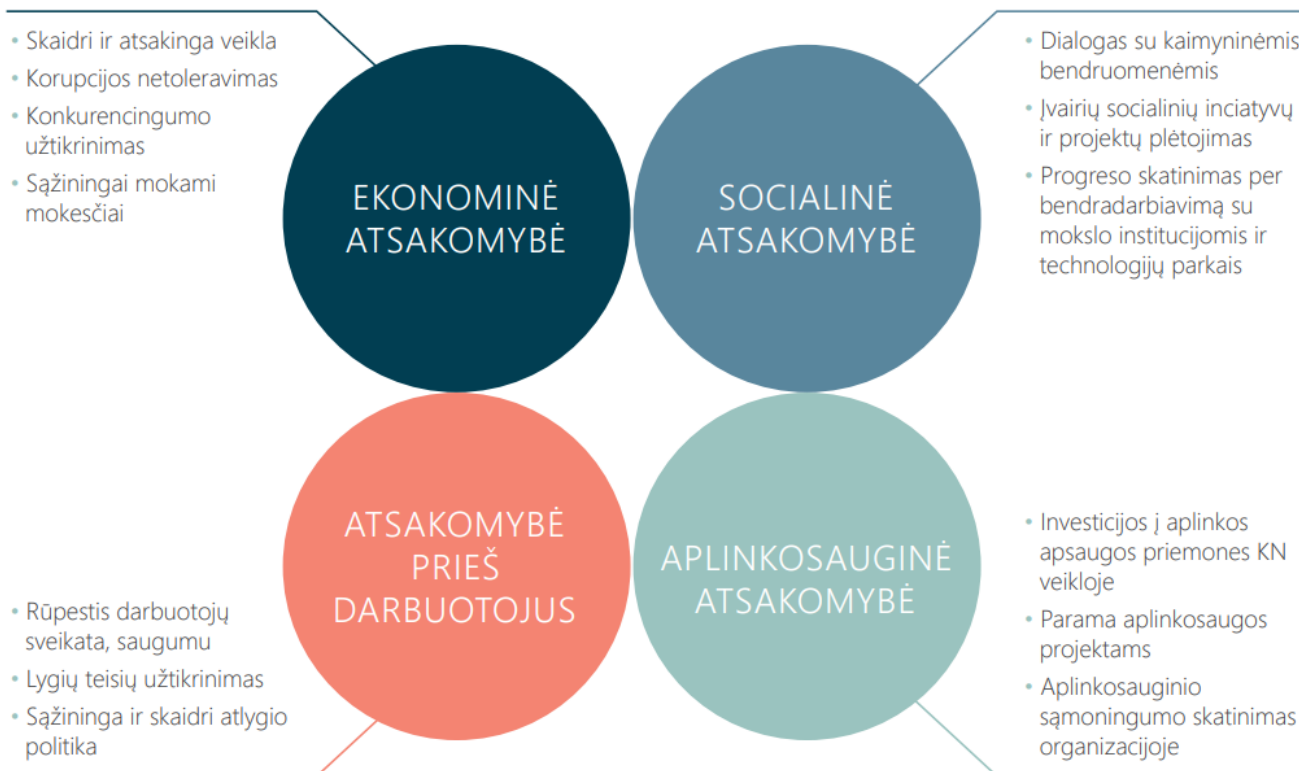 • Skaidri ir atsakinga veikla
• Korupcijos netoleravimas
• Konkurencingumo
užtikrinimas
• Sąžiningai mokami
mokesčiai
EKONOMINĖ
ATSAKOMYBĖ
SOCIALINĖ
ATSAKOMYBĖ
• Dialogas su kaimyninėmis
bendruomenėmis
• Įvairių socialinių inciatyvų
ir projektų plėtojimas
• Progreso skatinimas per
bendradarbiavimą su
mokslo institucijomis ir
technologijų parkais
• Rūpestis darbuotojų
sveikata, saugumu
• Lygių teisių užtikrinimas
• Sąžininga ir skaidri atlygio
politika
ATSAKOMYBĖ
PRIEŠ
DARBUOTOJUS
APLINKOSAUGINĖ
ATSAKOMYBĖ
• Investicijos į aplinkos
apsaugos priemones KN
veikloje
• Parama aplinkosaugos
projektams
• Aplinkosauginio
sąmoningumo skatinimas
organizacijoje